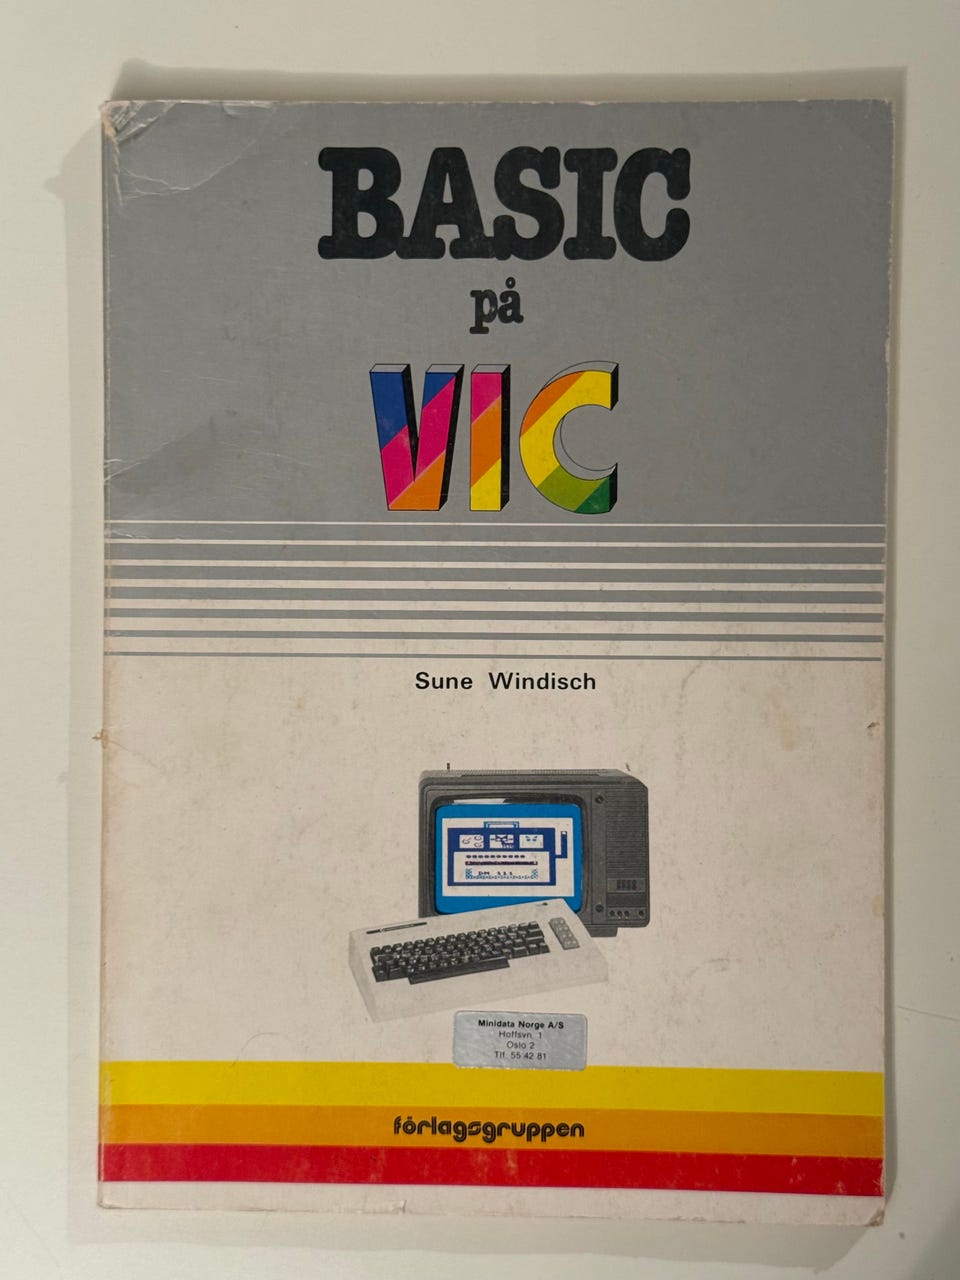 BASIC
på
VIC
Sune Windisch
Minidata Norge A/S
Hoffsvn. 1
Oslo 2
Tlf. 55 42 81
förlagsgruppen